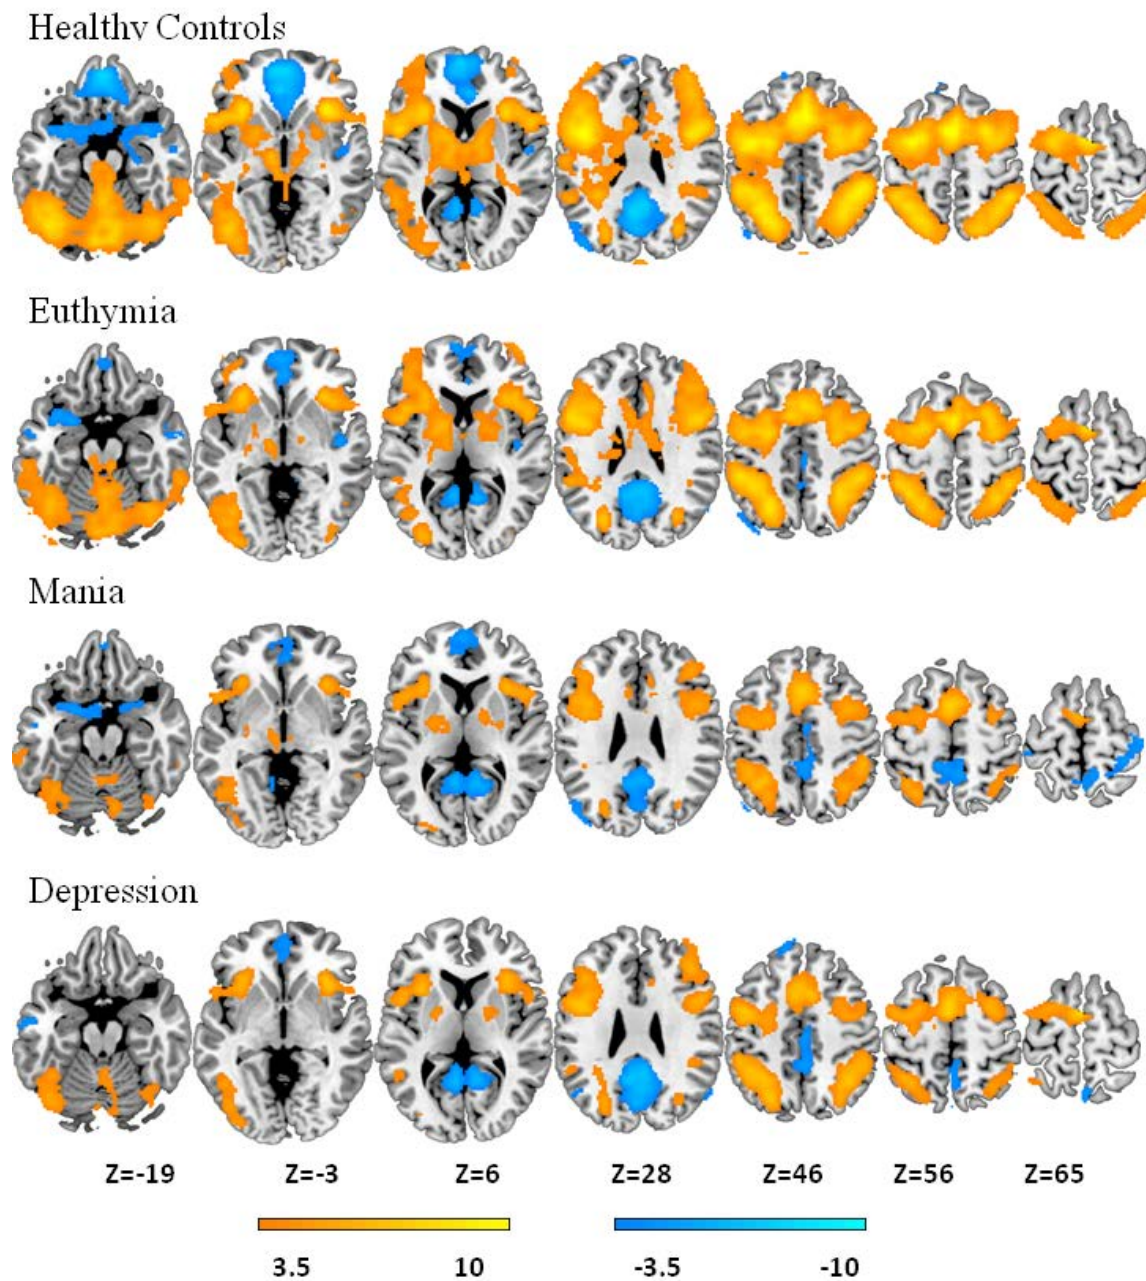 Healthy Controls
Euthymia
Mania
Depression
Z=-19 Z=-3 Z=6 Z=28 Z=46 Z=56 Z=65
3.5 10 -3.5 -10